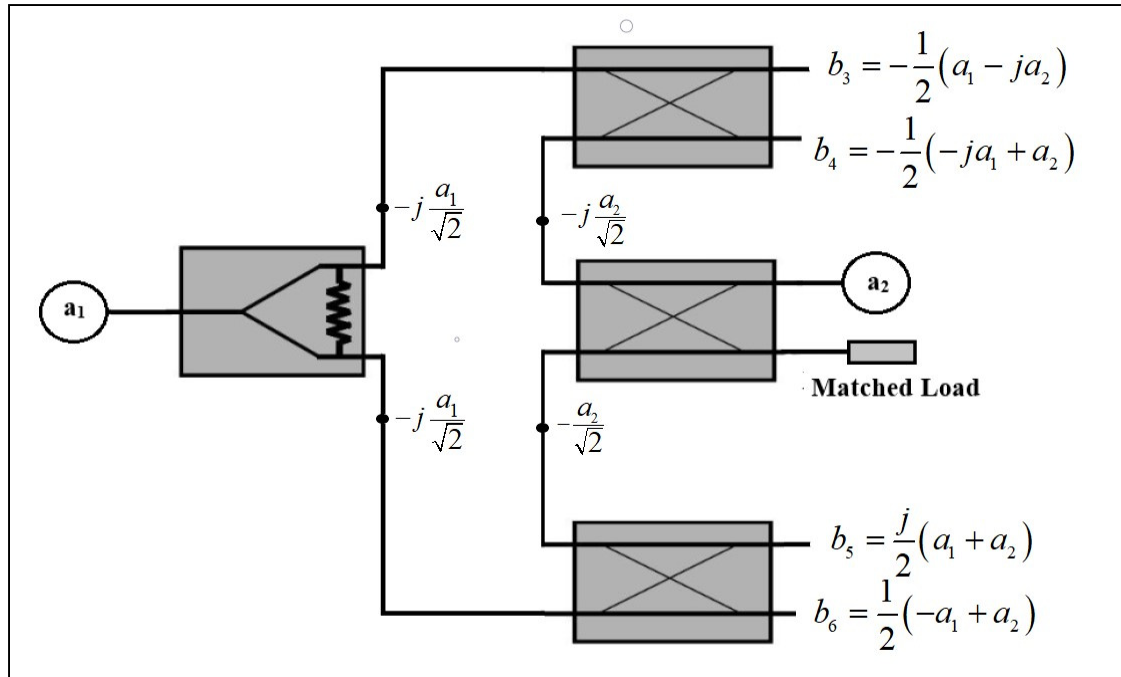 b₃ = -1/2(a₁ - ja₂)
b₄ = -1/2(-ja₁ + a₂)
-j a₁/√2
-j a₂/√2
a₁
a₂
Matched Load
-j a₁/√2
-a₂/√2
b₅ = j/2(a₁ + a₂)
b₆ = 1/2(-a₁ + a₂)